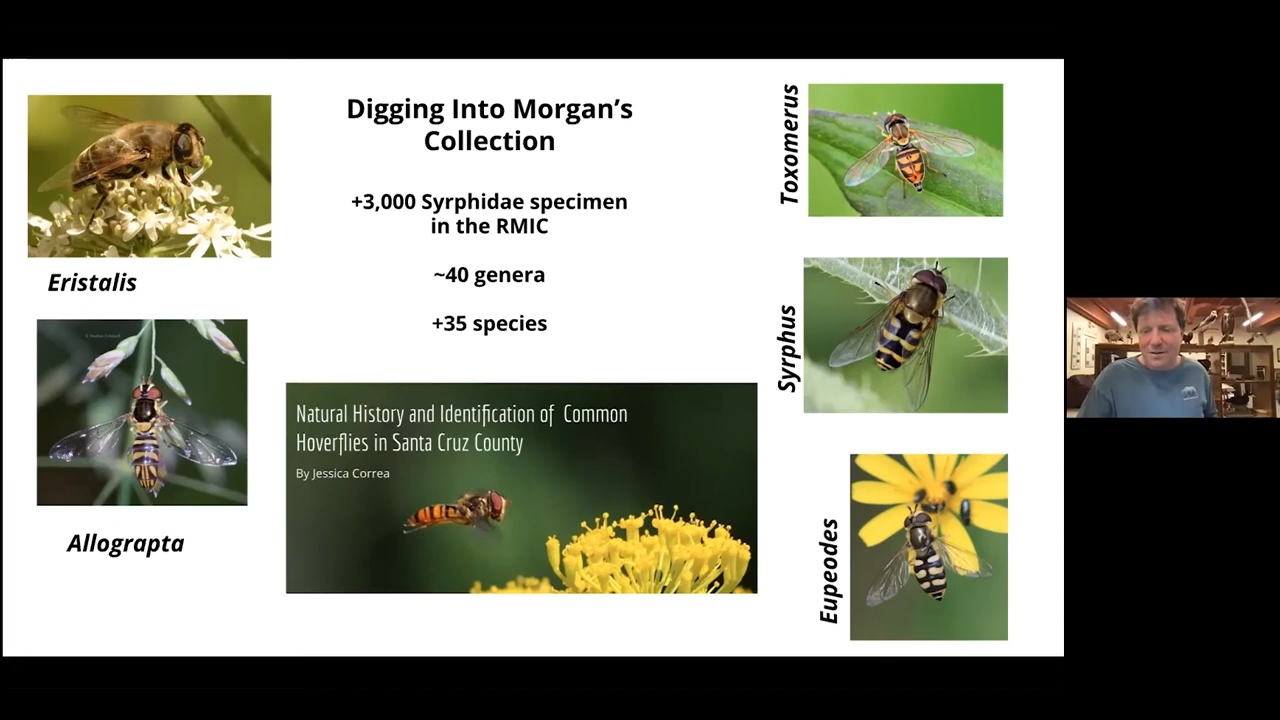 Digging Into Morgan's
Collection
+3,000 Syrphidae specimen
in the RMIC
~40 genera
+35 species
Eristalis
Allograpta
Natural History and Identification of Common
Hoverflies in Santa Cruz County
By Jessica Correa
Toxomerus
Syrphus
Eupeodes